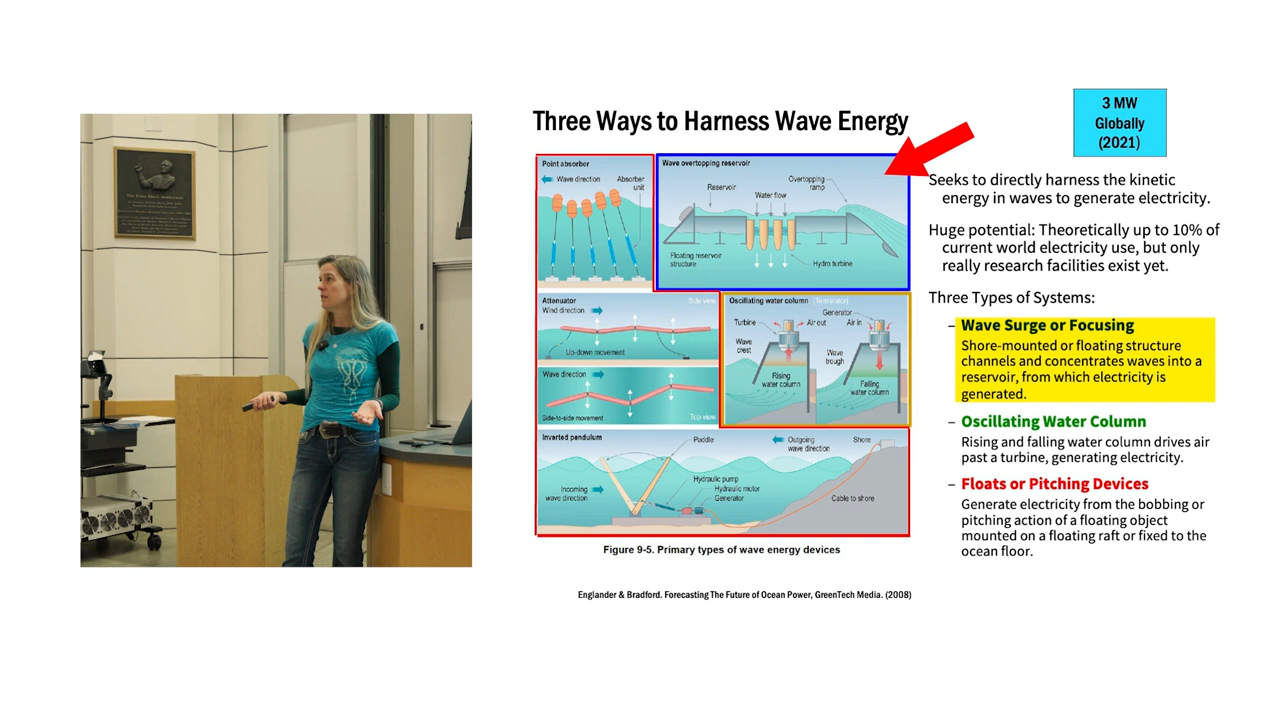 Three Ways to Harness Wave Energy
3 MW
Globally
(2021)
Point absorber
Wave direction
Absorber
unit
Wave overtopping reservoir
Reservoir
Water flow
Overtopping
ramp
Floating reservoir
structure
Hydro turbine
Attenuator
Side view
Wind direction
Up-down movement
Wave direction
Side-to-side movement
Top view
Oscillating water column (Terminator)
Generator
Turbine
Air out
Air in
Wave
crest
Wave
trough
Rising
water column
Falling
water column
Inverted pendulum
Paddle
Outgoing
wave direction
Shore
Hydraulic pump
Hydraulic motor
Generator
Incoming
wave direction
Cable to shore
Figure 9-5. Primary types of wave energy devices
Englander & Bradford. Forecasting The Future of Ocean Power, GreenTech Media. (2008)
Seeks to directly harness the kinetic
energy in waves to generate electricity.
Huge potential: Theoretically up to 10% of
current world electricity use, but only
really research facilities exist yet.
Three Types of Systems:
– Wave Surge or Focusing
Shore-mounted or floating structure
channels and concentrates waves into a
reservoir, from which electricity is
generated.
– Oscillating Water Column
Rising and falling water column drives air
past a turbine, generating electricity.
– Floats or Pitching Devices
Generate electricity from the bobbing or
pitching action of a floating object
mounted on a floating raft or fixed to the
ocean floor.